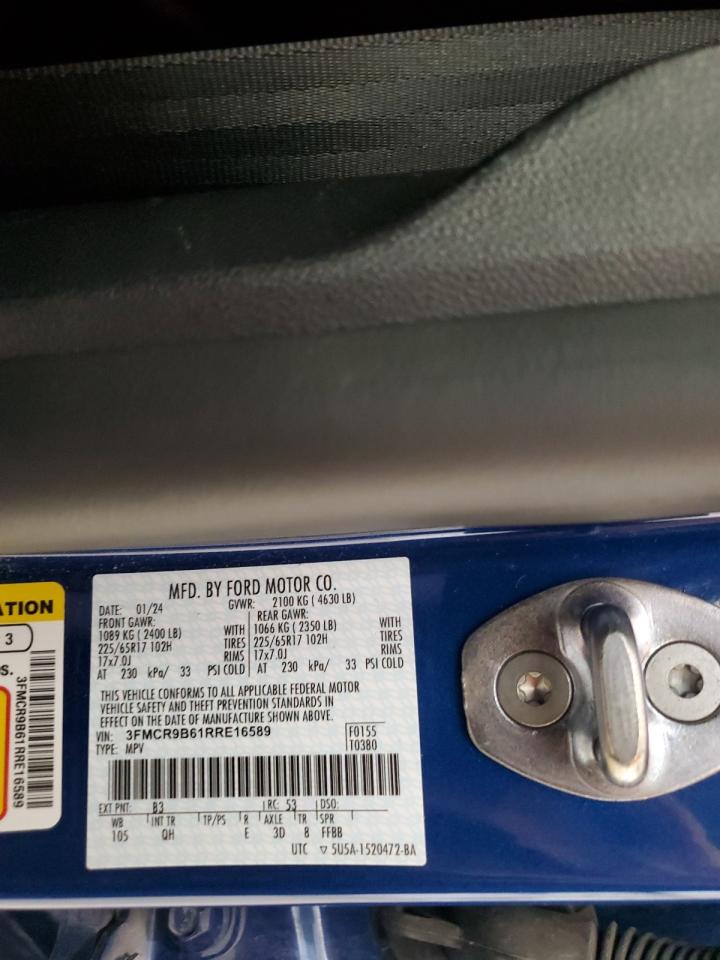 ATION
3
3FMCR9B61RRE16589
MFD. BY FORD MOTOR CO.
DATE: 01/24 GVWR: 2100 KG ( 4630 LB)
FRONT GAWR: REAR GAWR:
1089 KG ( 2400 LB) WITH 1066 KG ( 2350 LB) WITH
225/65R17 102H TIRES 225/65R17 102H TIRES
17x7.0J RIMS 17x7.0J RIMS
AT 230 kPa/ 33 PSI COLD AT 230 kPa/ 33 PSI COLD
THIS VEHICLE CONFORMS TO ALL APPLICABLE FEDERAL MOTOR
VEHICLE SAFETY AND THEFT PREVENTION STANDARDS IN
EFFECT ON THE DATE OF MANUFACTURE SHOWN ABOVE.
VIN: 3FMCR9B61RRE16589 F0155
TYPE: MPV T0380
EXT PNT: B3 RC: 53 DSO:
WB INT TR TP/PS R AXLE TR SPR
105 QH E 3D 8 FFBB
UTC ▽ 5U5A-1520472-BA